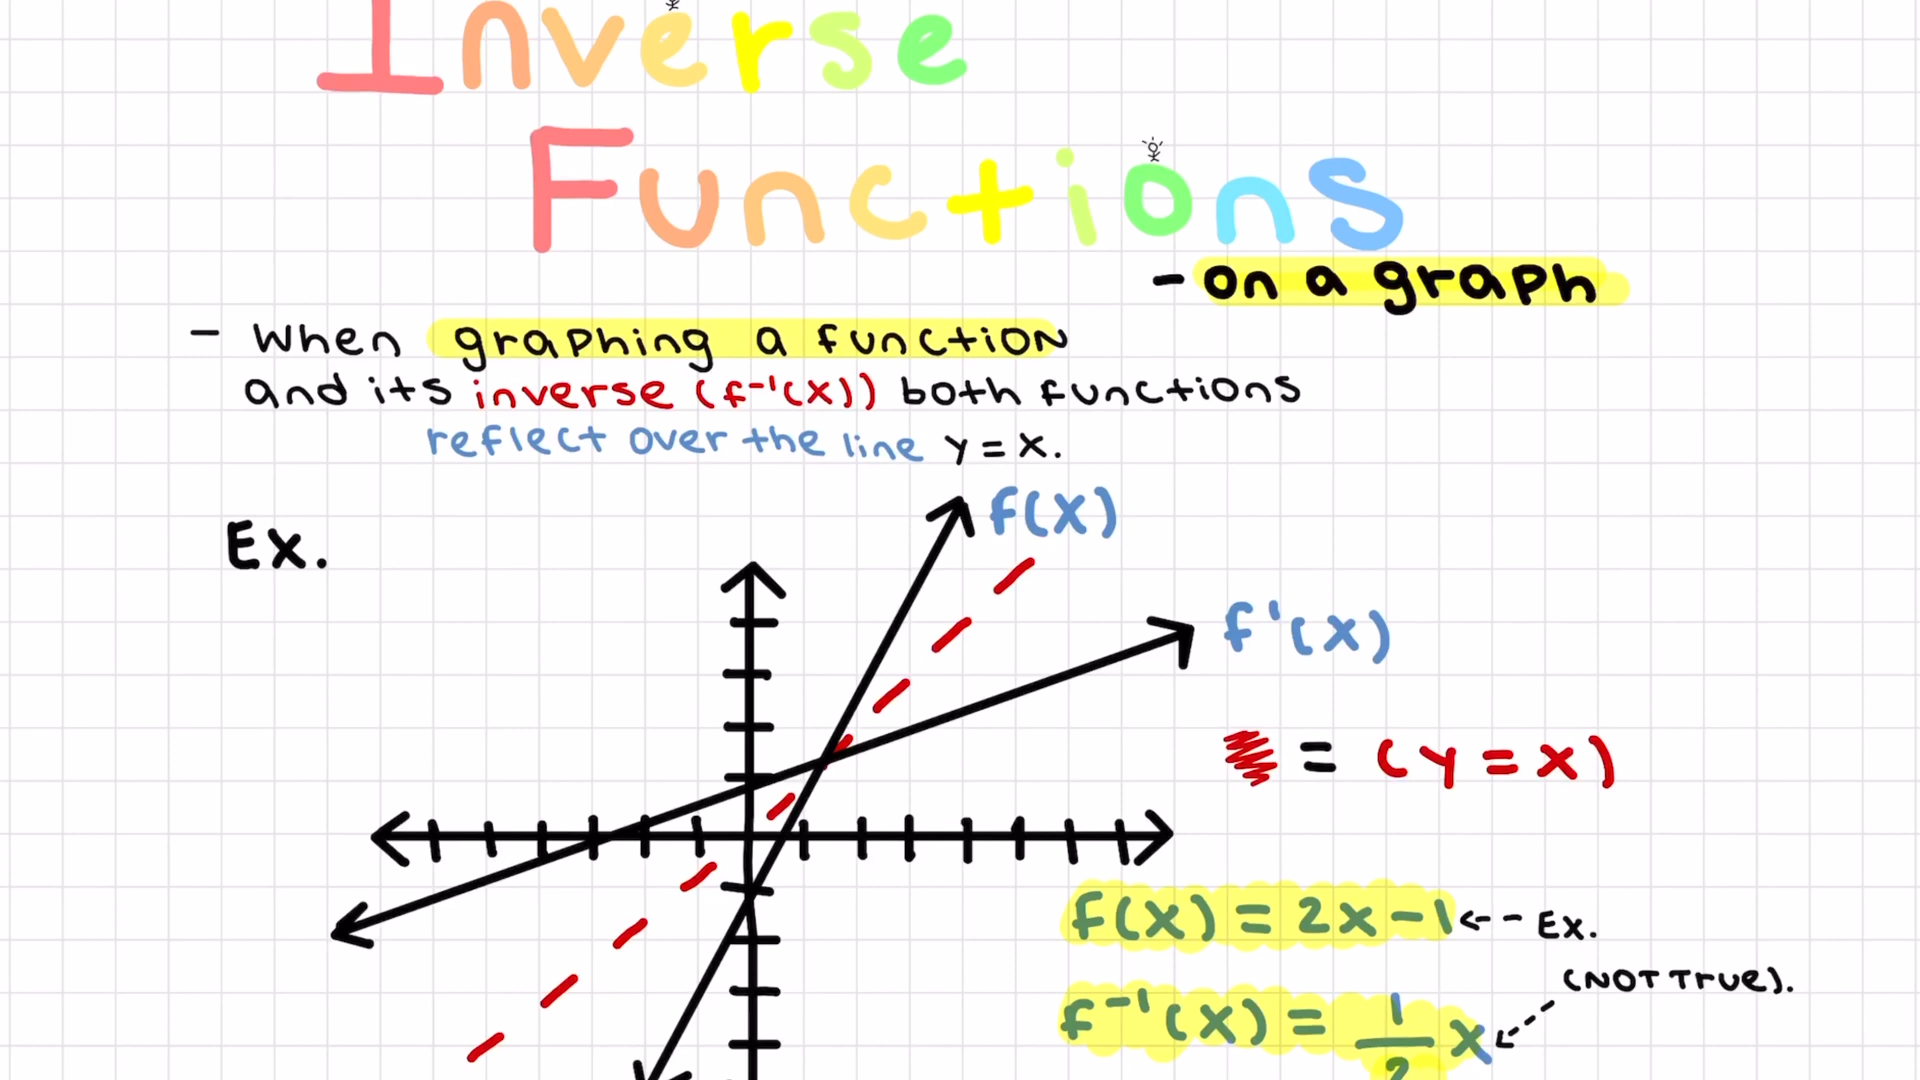 Inverse
Functions
- on a graph
- When graphing a function
and its inverse (f⁻¹(x)) both functions
reflect over the line y = x.
Ex.
f(x)
f'(x)
= (y = x)
f(x) = 2x - 1 ← - - Ex.
(NOT True).
f⁻¹(x) = 1/2 x